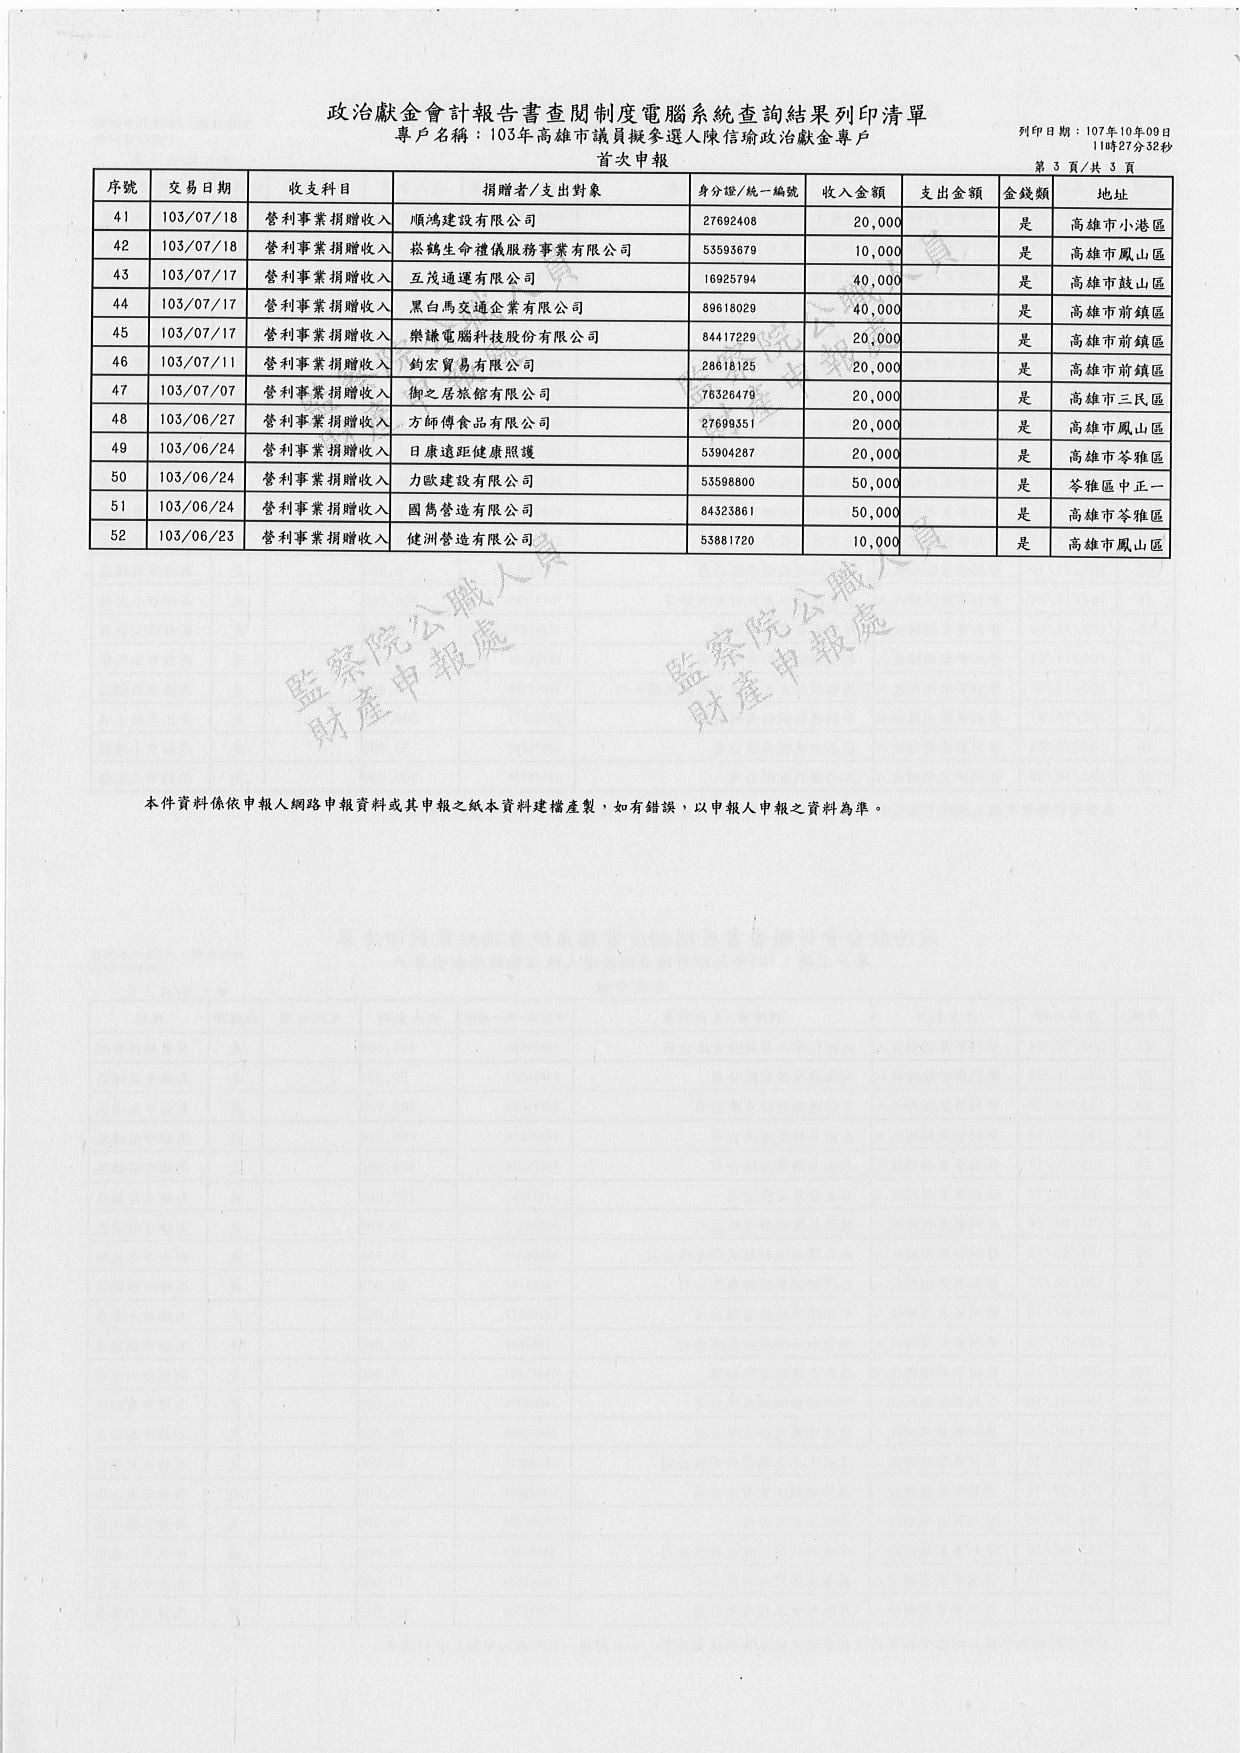 政治獻金會計報告書查閱制度電腦系統查詢結果列印清單
專戶名稱：103年高雄市議員擬參選人陳信瑜政治獻金專戶
首次申報
列印日期：107年10年09日
11時27分32秒
第 3 頁/共 3 頁
序號 交易日期 收支科目 捐贈者/支出對象 身分證/統一編號 收入金額 支出金額 金錢類 地址
41 103/07/18 營利事業捐贈收入 順鴻建設有限公司 27692408 20,000 是 高雄市小港區
42 103/07/18 營利事業捐贈收入 崧鶴生命禮儀服務事業有限公司 53593679 10,000 是 高雄市鳳山區
43 103/07/17 營利事業捐贈收入 互茂通運有限公司 16925794 40,000 是 高雄市鼓山區
44 103/07/17 營利事業捐贈收入 黑白馬交通企業有限公司 89618029 40,000 是 高雄市前鎮區
45 103/07/17 營利事業捐贈收入 樂謙電腦科技股份有限公司 84417229 20,000 是 高雄市前鎮區
46 103/07/11 營利事業捐贈收入 鈞宏貿易有限公司 28618125 20,000 是 高雄市前鎮區
47 103/07/07 營利事業捐贈收入 御之居旅館有限公司 76326479 20,000 是 高雄市三民區
48 103/06/27 營利事業捐贈收入 方師傅食品有限公司 27699351 20,000 是 高雄市鳳山區
49 103/06/24 營利事業捐贈收入 日康遠距健康照護 53904287 20,000 是 高雄市苓雅區
50 103/06/24 營利事業捐贈收入 力歐建設有限公司 53598800 50,000 是 苓雅區中正一
51 103/06/24 營利事業捐贈收入 國雋營造有限公司 84323861 50,000 是 高雄市苓雅區
52 103/06/23 營利事業捐贈收入 健洲營造有限公司 53881720 10,000 是 高雄市鳳山區
監察院公職人員
財產申報處
監察院公職人員
財產申報處
監察院公職人員
財產申報處
監察院公職人員
財產申報處
本件資料係依申報人網路申報資料或其申報之紙本資料建檔產製，如有錯誤，以申報人申報之資料為準。